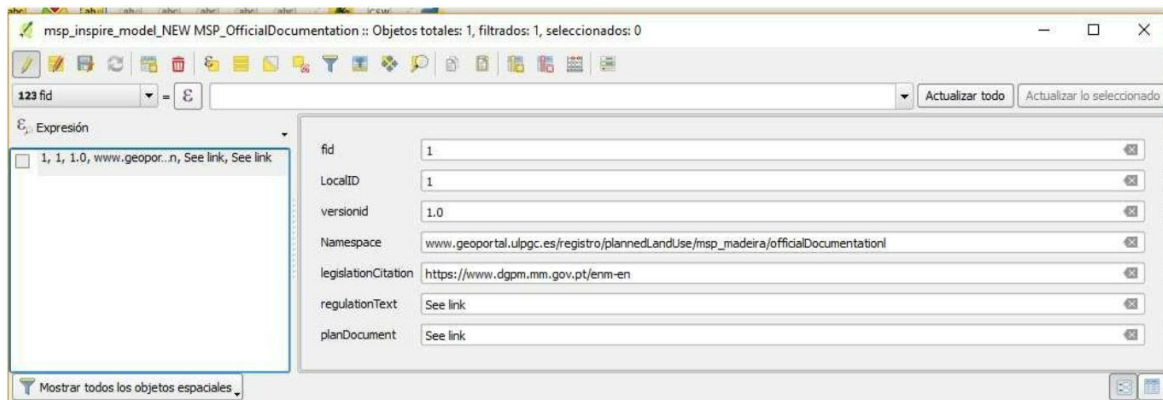 msp_inspire_model_NEW MSP_OfficialDocumentation :: Objetos totales: 1, filtrados: 1, seleccionados: 0
123 fid = ε Actualizar todo Actualizar lo seleccionado
Expresión
1, 1, 1.0, www.geopor...n, See link, See link
fid 1
LocalID 1
versionid 1.0
Namespace www.geoportal.ulpgc.es/registro/plannedLandUse/msp_madeira/officialDocumentationl
legislationCitation https://www.dgpm.mm.gov.pt/enm-en
regulationText See link
planDocument See link
Mostrar todos los objetos espaciales